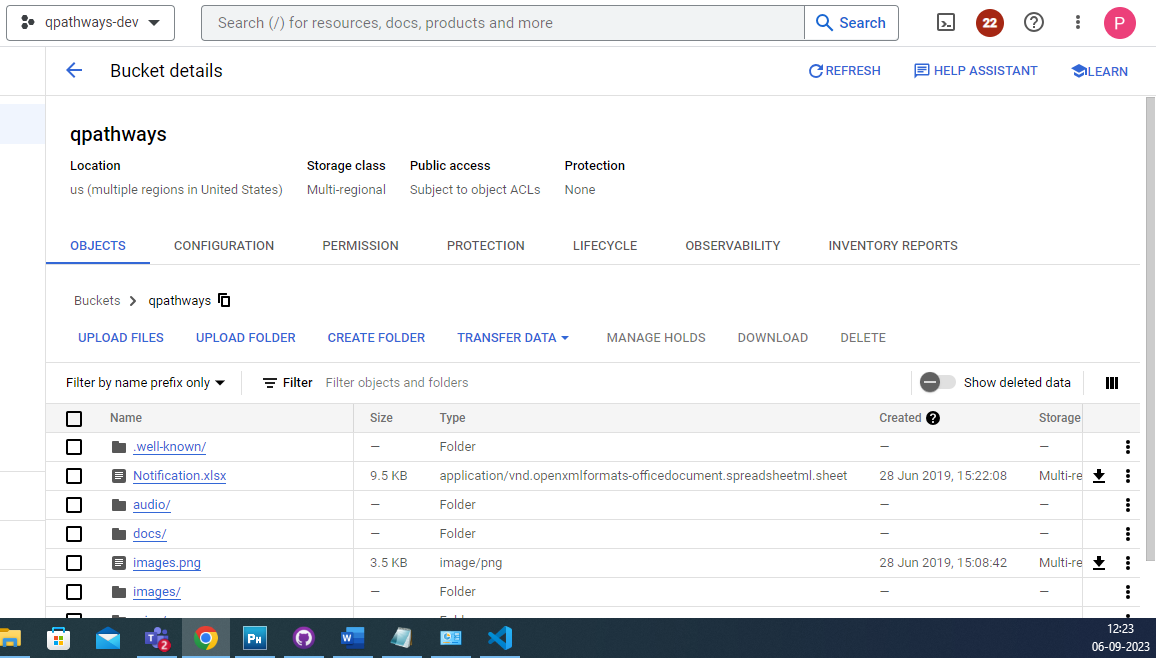 qpathways-dev
Search (/) for resources, docs, products and more
Search
22
P
Bucket details
REFRESH
HELP ASSISTANT
LEARN
qpathways
Location Storage class Public access Protection
us (multiple regions in United States) Multi-regional Subject to object ACLs None
OBJECTS CONFIGURATION PERMISSION PROTECTION LIFECYCLE OBSERVABILITY INVENTORY REPORTS
Buckets qpathways
UPLOAD FILES UPLOAD FOLDER CREATE FOLDER TRANSFER DATA MANAGE HOLDS DOWNLOAD DELETE
Filter by name prefix only Filter Filter objects and folders Show deleted data
Name Size Type Created Storage
.well-known/ — Folder — —
Notification.xlsx 9.5 KB application/vnd.openxmlformats-officedocument.spreadsheetml.sheet 28 Jun 2019, 15:22:08 Multi-re
audio/ — Folder — —
docs/ — Folder — —
images.png 3.5 KB image/png 28 Jun 2019, 15:08:42 Multi-re
images/ — Folder — —
2
PH
12:23
06-09-2023